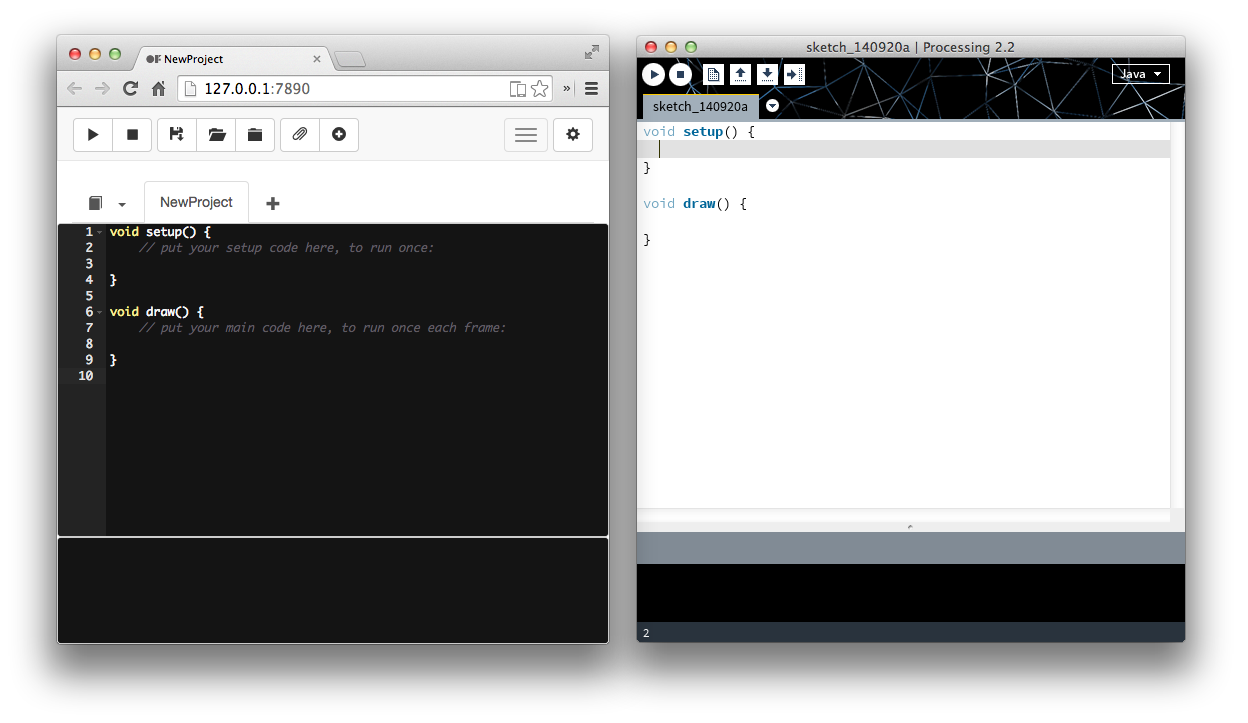 NewProject
127.0.0.1:7890
NewProject
1 void setup() {
2 // put your setup code here, to run once:
3
4 }
5
6 void draw() {
7 // put your main code here, to run once each frame:
8
9 }
10
sketch_140920a | Processing 2.2
Java
sketch_140920a
void setup() {
}
void draw() {
}
2